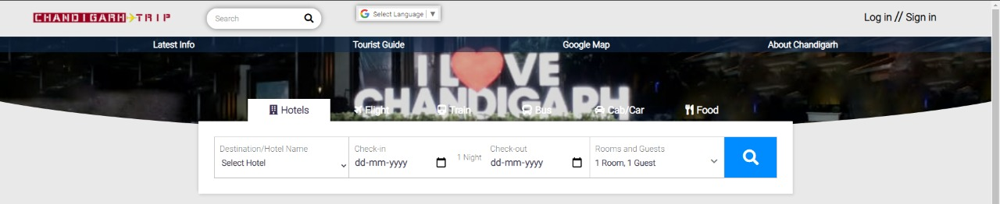 CHANDIGARH TRIP
Search
Select Language ▼
Log in // Sign in
Latest Info
Tourist Guide
Google Map
About Chandigarh
I L❤VE
CHANDIGARH
Hotels
Flight
Train
Bus
Cab/Car
Food
Destination/Hotel Name
Select Hotel
Check-in
dd-mm-yyyy
1 Night
Check-out
dd-mm-yyyy
Rooms and Guests
1 Room, 1 Guest